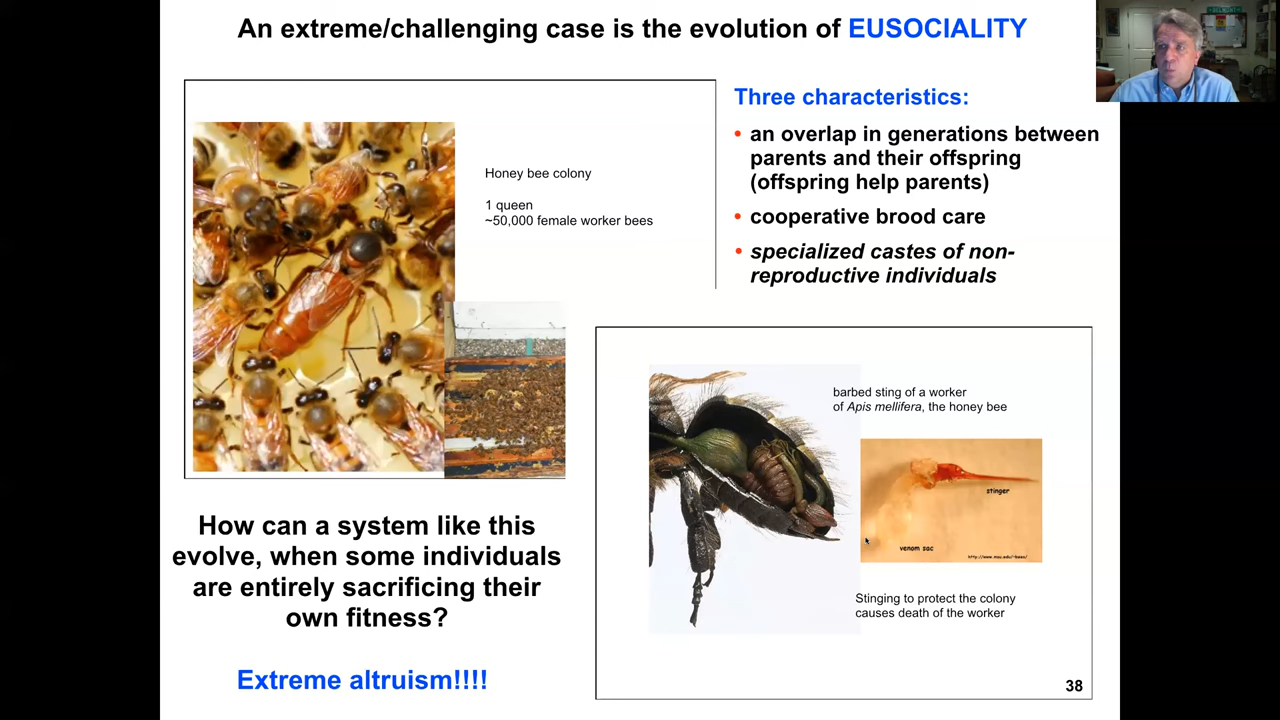 An extreme/challenging case is the evolution of EUSOCIALITY
Honey bee colony
1 queen
~50,000 female worker bees
Three characteristics:
• an overlap in generations between
parents and their offspring
(offspring help parents)
• cooperative brood care
• specialized castes of non-
reproductive individuals
How can a system like this
evolve, when some individuals
are entirely sacrificing their
own fitness?
Extreme altruism!!!!
barbed sting of a worker
of Apis mellifera, the honey bee
stinger
venom sac
Stinging to protect the colony
causes death of the worker
38